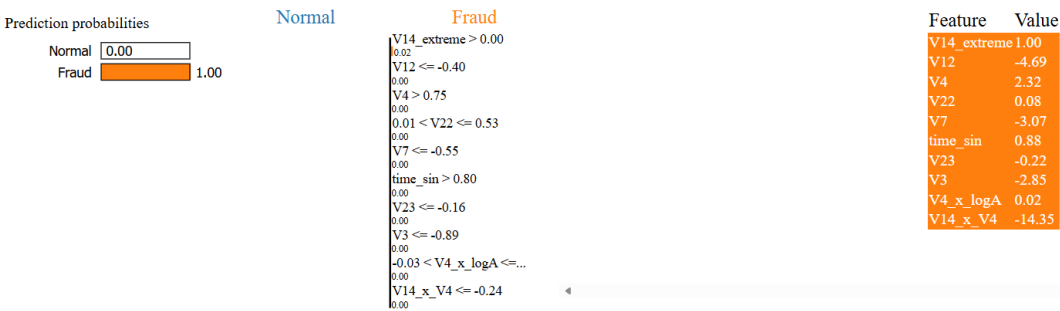 Prediction probabilities
Normal 0.00
Fraud 1.00
Normal Fraud
V14_extreme > 0.00
0.02
V12 <= -0.40
0.00
V4 > 0.75
0.00
0.01 < V22 <= 0.53
0.00
V7 <= -0.55
0.00
time_sin > 0.80
0.00
V23 <= -0.16
0.00
V3 <= -0.89
0.00
-0.03 < V4_x_logA <=...
0.00
V14_x_V4 <= -0.24
0.00
Feature Value
V14_extreme 1.00
V12 -4.69
V4 2.32
V22 0.08
V7 -3.07
time_sin 0.88
V23 -0.22
V3 -2.85
V4_x_logA 0.02
V14_x_V4 -14.35